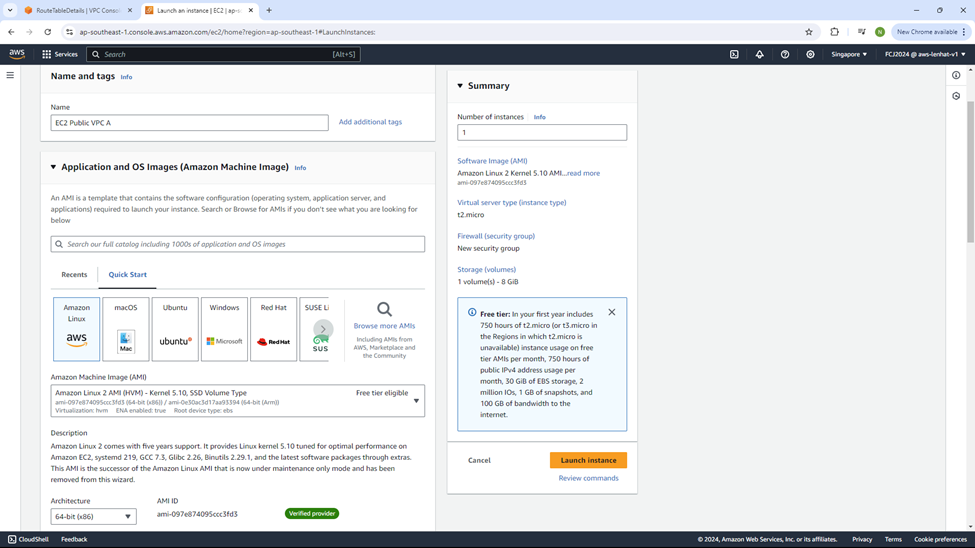 RouteTableDetails | VPC Consol
Launch an instance | EC2 | ap-s
ap-southeast-1.console.aws.amazon.com/ec2/home?region=ap-southeast-1#LaunchInstances:
N
New Chrome available
aws
Services
Search
[Alt+S]
Singapore
FCJ2024 @ aws-lenhat-v1
Name and tags
Info
Name
EC2 Public VPC A
Add additional tags
Application and OS Images (Amazon Machine Image)
Info
An AMI is a template that contains the software configuration (operating system, application server, and
applications) required to launch your instance. Search or Browse for AMIs if you don't see what you are looking for
below
Search our full catalog including 1000s of application and OS images
Recents
Quick Start
Amazon
Linux
aws
macOS
Mac
Ubuntu
ubuntu
Windows
Microsoft
Red Hat
Red Hat
SUSE Li
SUS
Browse more AMIs
Including AMIs from
AWS, Marketplace and
the Community
Amazon Machine Image (AMI)
Amazon Linux 2 AMI (HVM) - Kernel 5.10, SSD Volume Type
Free tier eligible
ami-097e874095ccc3fd3 (64-bit (x86)) / ami-0e30ac3d17aa93394 (64-bit (Arm))
Virtualization: hvm ENA enabled: true Root device type: ebs
Description
Amazon Linux 2 comes with five years support. It provides Linux kernel 5.10 tuned for optimal performance on
Amazon EC2, systemd 219, GCC 7.3, Glibc 2.26, Binutils 2.29.1, and the latest software packages through extras.
This AMI is the successor of the Amazon Linux AMI that is now under maintenance only mode and has been
removed from this wizard.
Architecture
64-bit (x86)
AMI ID
ami-097e874095ccc3fd3
Verified provider
Summary
Number of instances
Info
1
Software Image (AMI)
Amazon Linux 2 Kernel 5.10 AMI...read more
ami-097e874095ccc3fd3
Virtual server type (instance type)
t2.micro
Firewall (security group)
New security group
Storage (volumes)
1 volume(s) - 8 GiB
Free tier: In your first year includes
750 hours of t2.micro (or t3.micro in
the Regions in which t2.micro is
unavailable) instance usage on free
tier AMIs per month, 750 hours of
public IPv4 address usage per
month, 30 GiB of EBS storage, 2
million IOs, 1 GB of snapshots, and
100 GB of bandwidth to the
internet.
Cancel
Launch instance
Review commands
CloudShell
Feedback
© 2024, Amazon Web Services, Inc. or its affiliates.
Privacy
Terms
Cookie preferences